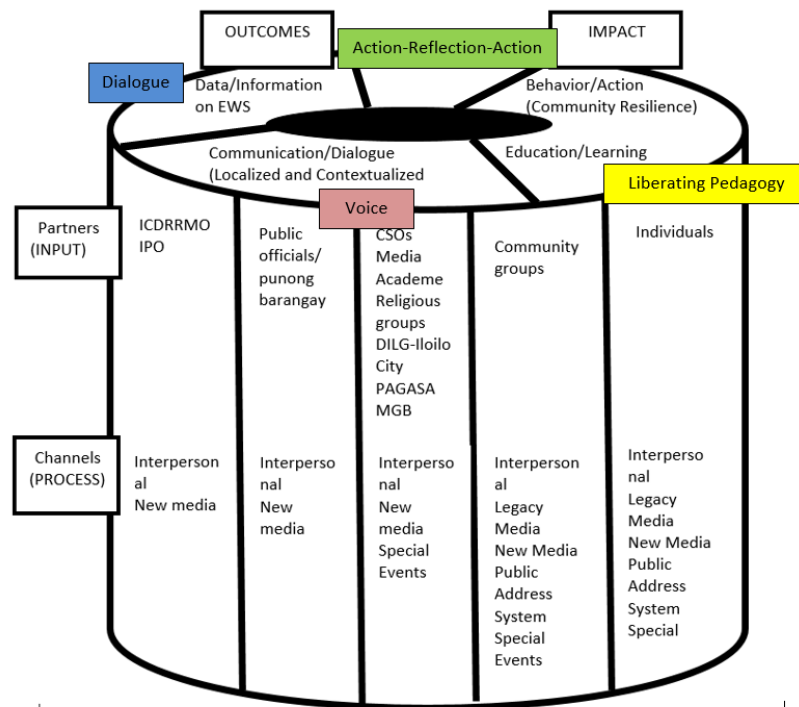 OUTCOMES
Action-Reflection-Action
IMPACT
Dialogue
Data/Information
on EWS
Behavior/Action
(Community Resilience)
Communication/Dialogue
(Localized and Contextualized
Education/Learning
Liberating Pedagogy
Voice
Partners
(INPUT)
ICDRRMO
IPO
Public
officials/
punong
barangay
CSOs
Media
Academe
Religious
groups
DILG-Iloilo
City
PAGASA
MGB
Community
groups
Individuals
Channels
(PROCESS)
Interperson
al
New media
Interperso
nal
New
media
Interperso
nal
New
media
Special
Events
Interperson
al
Legacy
Media
New Media
Public
Address
System
Special
Events
Interperso
nal
Legacy
Media
New Media
Public
Address
System
Special